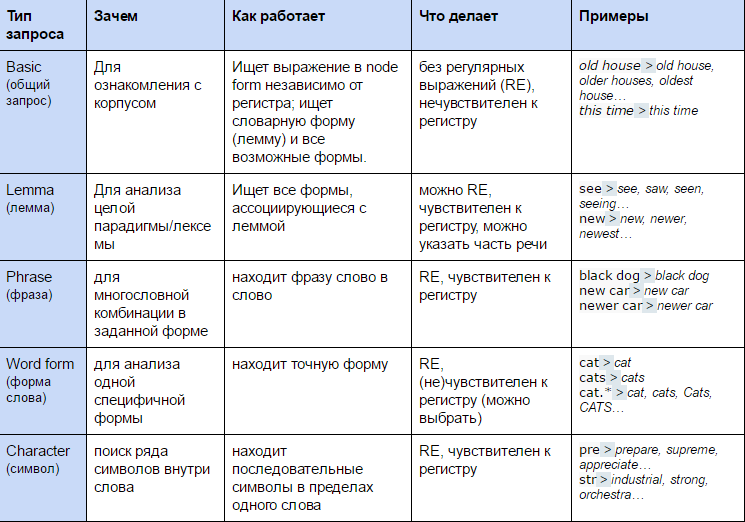 Тип запроса | Зачем | Как работает | Что делает | Примеры
Basic
(общий
запрос)
Для
ознакомления с
корпусом
Ищет выражение в node
form независимо от
регистра; ищет
словарную форму
(лемму) и все
возможные формы.
без регулярных
выражений (RE),
нечувствителен к
регистру
old house > old house,
older houses, oldest
house…
this time > this time
Lemma
(лемма)
Для анализа
целой
парадигмы/лексе
мы
Ищет все формы,
ассоциирующиеся с
леммой
можно RE,
чувствителен к
регистру, можно
указать часть речи
see > see, saw, seen,
seeing…
new > new, newer,
newest…
Phrase
(фраза)
для
многословной
комбинации в
заданной форме
находит фразу слово в
слово
RE, чувствителен к
регистру
black dog > black dog
new car > new car
newer car > newer car
Word form
(форма
слова)
для анализа
одной
специфичной
формы
находит точную форму
RE,
(не)чувствителен к
регистру (можно
выбрать)
cat > cat
cats > cats
cat.* > cat, cats, Cats,
CATS…
Character
(символ)
поиск ряда
символов внутри
слова
находит
последовательные
символы в пределах
одного слова
RE, чувствителен к
регистру
pre > prepare, supreme,
appreciate…
str > industrial, strong,
orchestra…